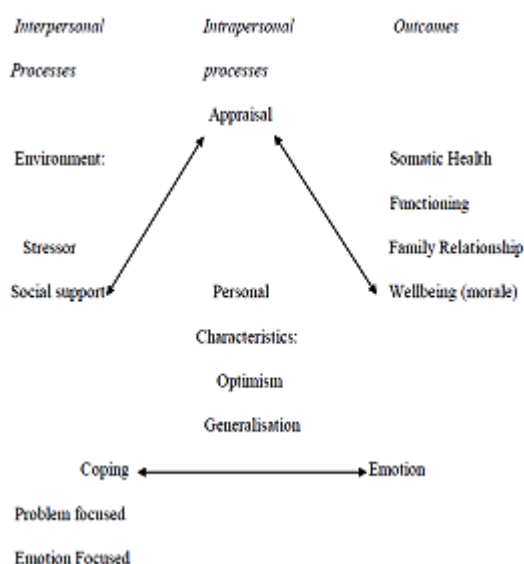 Interpersonal Intrapersonal Outcomes
Processes processes
Appraisal
Environment: Somatic Health
Functioning
Stressor Family Relationship
Social support Personal Wellbeing (morale)
Characteristics:
Optimism
Generalisation
Coping Emotion
Problem focused
Emotion Focused